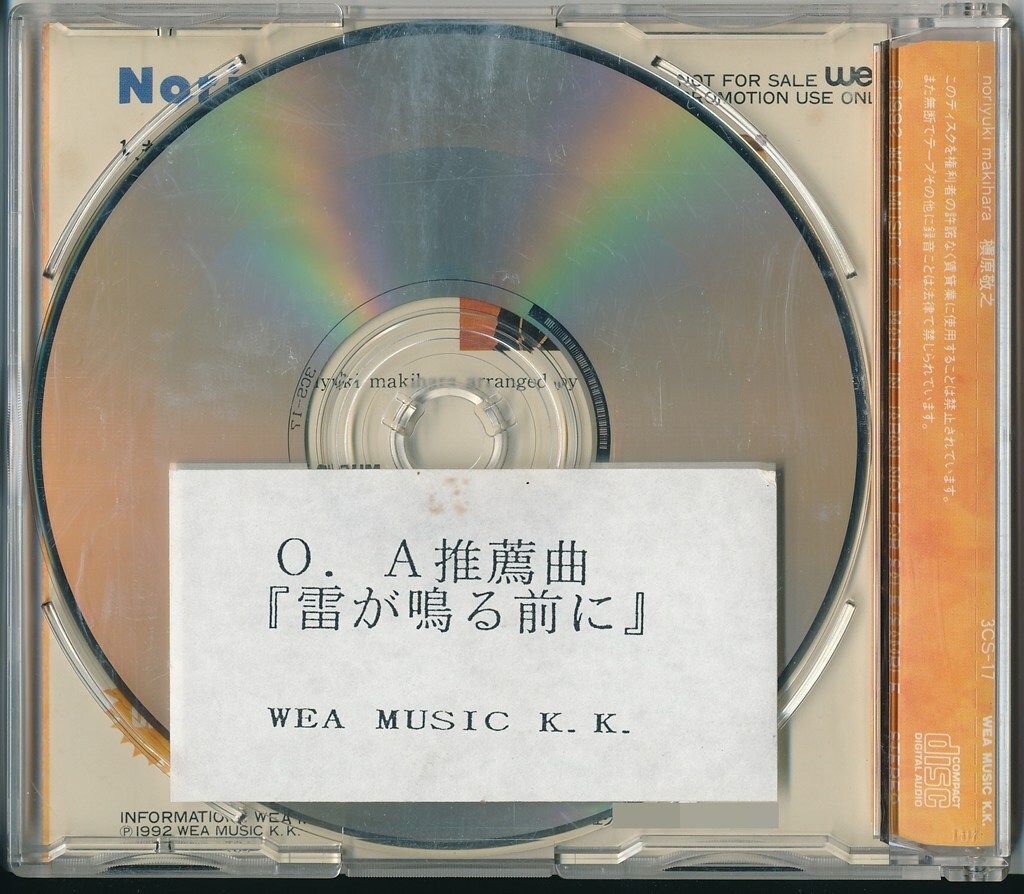 Nor
NOT FOR SALE
PROMOTION USE ONL
we
3CS-17
makihara arranged by
O. A推薦曲
『雷が鳴る前に』
WEA MUSIC K.K.
INFORMATION WEA
Ⓟ1992 WEA MUSIC K.K.
noriyuki makihara 槇原敬之 3CS-17 WEA MUSIC K.K.
このディスクを権利者の許諾なく賃貸業に使用することは禁止されています。
また無断でテープその他に録音することは法律で禁じられています。
COMPACT
disc
DIGITAL AUDIO